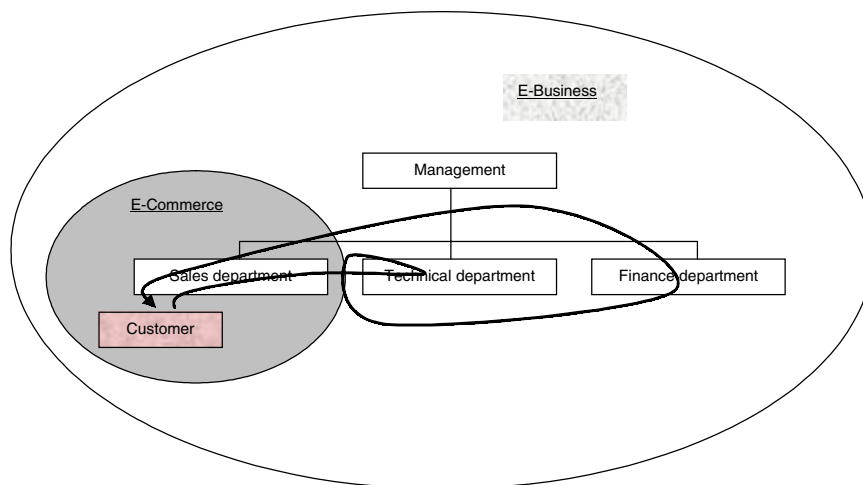 E-Business
Management
E-Commerce
Sales department
Technical department
Finance department
Customer